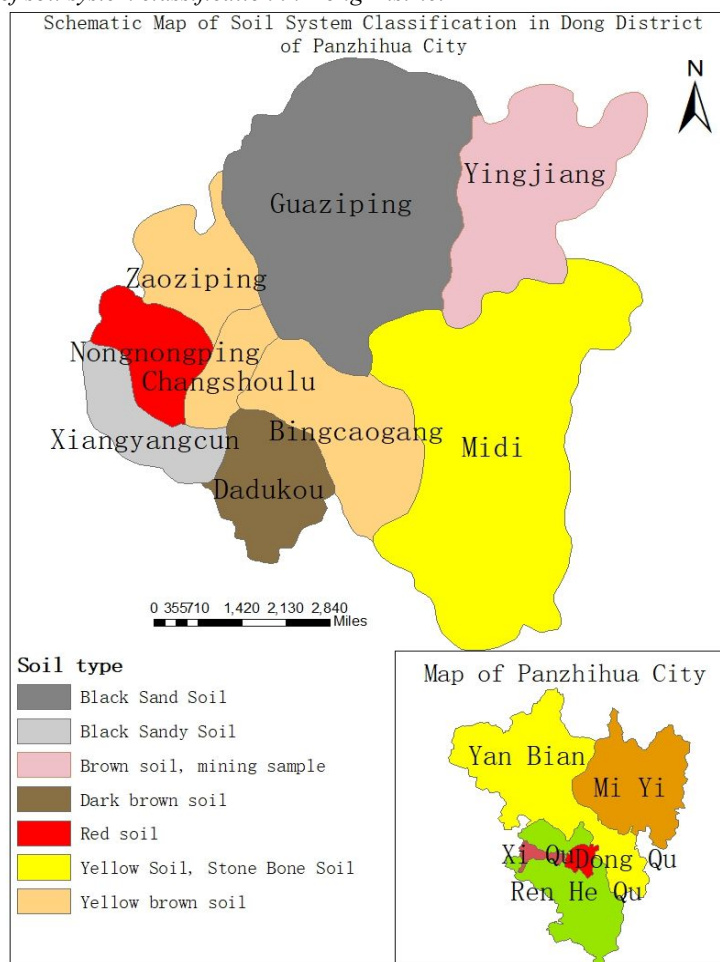 Schematic Map of Soil System Classification in Dong District
of Panzhihua City
N
Yingjiang
Guaziping
Zaoziping
Nongnongping
Changshoulu
Xiangyangcun
Bingcaogang
Midi
Dadukou
0 355710 1,420 2,130 2,840
Miles
Soil type
Black Sand Soil
Black Sandy Soil
Brown soil, mining sample
Dark brown soil
Red soil
Yellow Soil, Stone Bone Soil
Yellow brown soil
Map of Panzhihua City
Yan Bian
Mi Yi
Xi Qu
Dong Qu
Ren He Qu